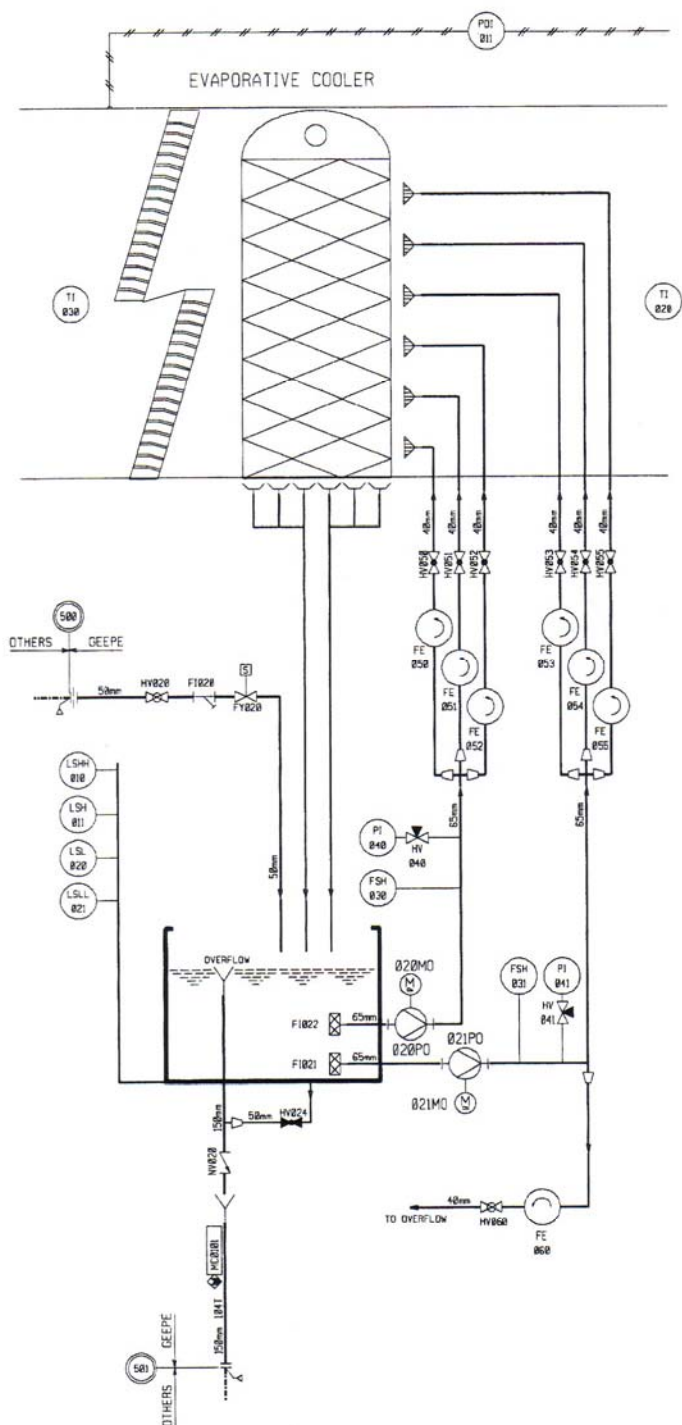 PDI
011
EVAPORATIVE COOLER
TI
030
TI
020
40mm
40mm
40mm
40mm
40mm
40mm
HV050
HV051
HV052
HV053
HV054
HV055
500
OTHERS
GEEPE
50mm
HV020
FI020
S
FY020
FE
050
FE
051
FE
052
FE
053
FE
054
FE
055
LSHH
010
LSH
011
LSL
020
LSLL
021
50mm
65mm
65mm
PI
040
HV
040
FSH
030
OVERFLOW
020MO
M
FSH
031
PI
041
HV
041
FI022
65mm
020PO
021PO
FI021
65mm
021MO
M
150mm
50mm
HV024
NV020
40mm
TO OVERFLOW
HV060
FE
060
MC0101
104T
150mm
501
GEEPE
OTHERS